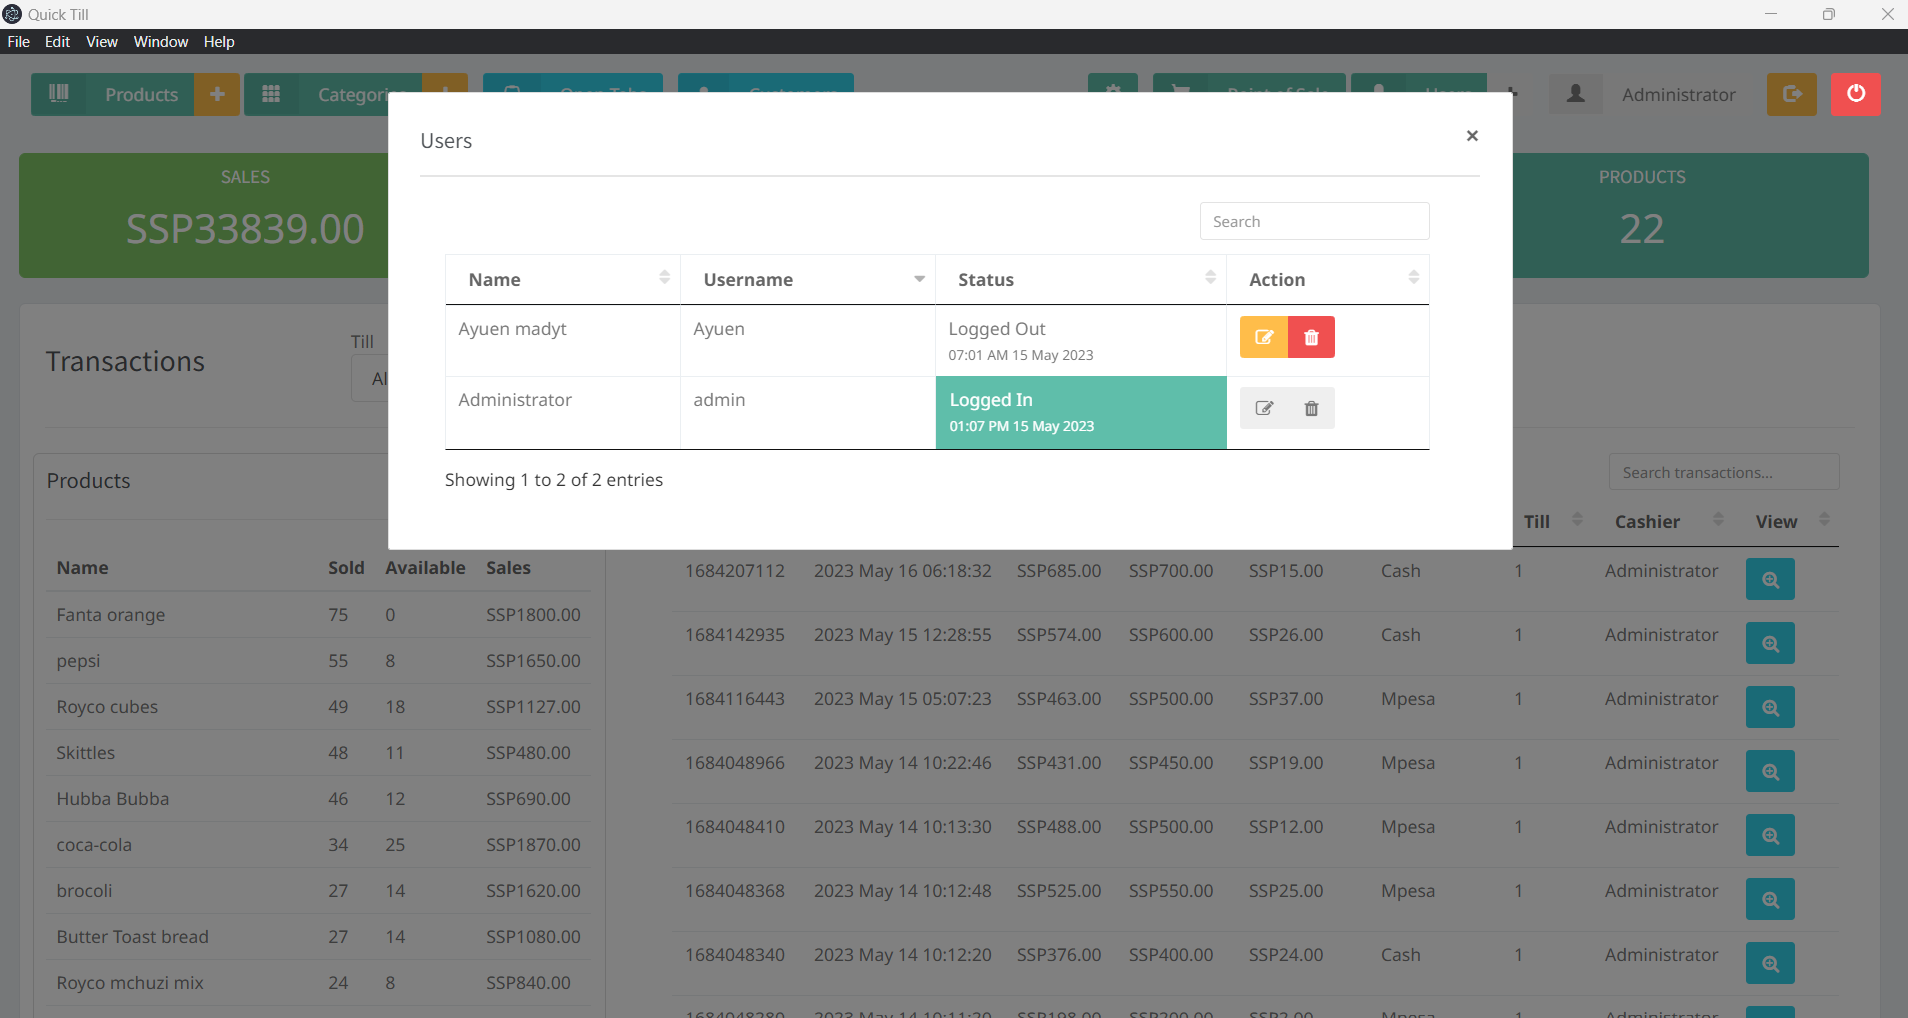 Quick Till
File Edit View Window Help
Products Categori
Administrator
SALES
SSP33839.00
PRODUCTS
22
Users
Search
Name Username Status Action
Ayuen madyt Ayuen Logged Out
07:01 AM 15 May 2023
Administrator admin Logged In
01:07 PM 15 May 2023
Showing 1 to 2 of 2 entries
Transactions
Till
Al
Products
Name Sold Available Sales
Fanta orange 75 0 SSP1800.00
pepsi 55 8 SSP1650.00
Royco cubes 49 18 SSP1127.00
Skittles 48 11 SSP480.00
Hubba Bubba 46 12 SSP690.00
coca-cola 34 25 SSP1870.00
brocoli 27 14 SSP1620.00
Butter Toast bread 27 14 SSP1080.00
Royco mchuzi mix 24 8 SSP840.00
Search transactions...
Till Cashier View
1684207112 2023 May 16 06:18:32 SSP685.00 SSP700.00 SSP15.00 Cash 1 Administrator
1684142935 2023 May 15 12:28:55 SSP574.00 SSP600.00 SSP26.00 Cash 1 Administrator
1684116443 2023 May 15 05:07:23 SSP463.00 SSP500.00 SSP37.00 Mpesa 1 Administrator
1684048966 2023 May 14 10:22:46 SSP431.00 SSP450.00 SSP19.00 Mpesa 1 Administrator
1684048410 2023 May 14 10:13:30 SSP488.00 SSP500.00 SSP12.00 Mpesa 1 Administrator
1684048368 2023 May 14 10:12:48 SSP525.00 SSP550.00 SSP25.00 Mpesa 1 Administrator
1684048340 2023 May 14 10:12:20 SSP376.00 SSP400.00 SSP24.00 Cash 1 Administrator